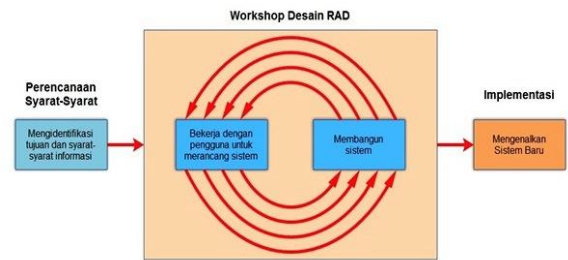 Workshop Desain RAD
Perencanaan
Syarat-Syarat
Mengidentifikasi
tujuan dan syarat-
syarat informasi
Bekerja dengan
pengguna untuk
merancang sistem
Membangun
sistem
Implementasi
Mengenalkan
Sistem Baru